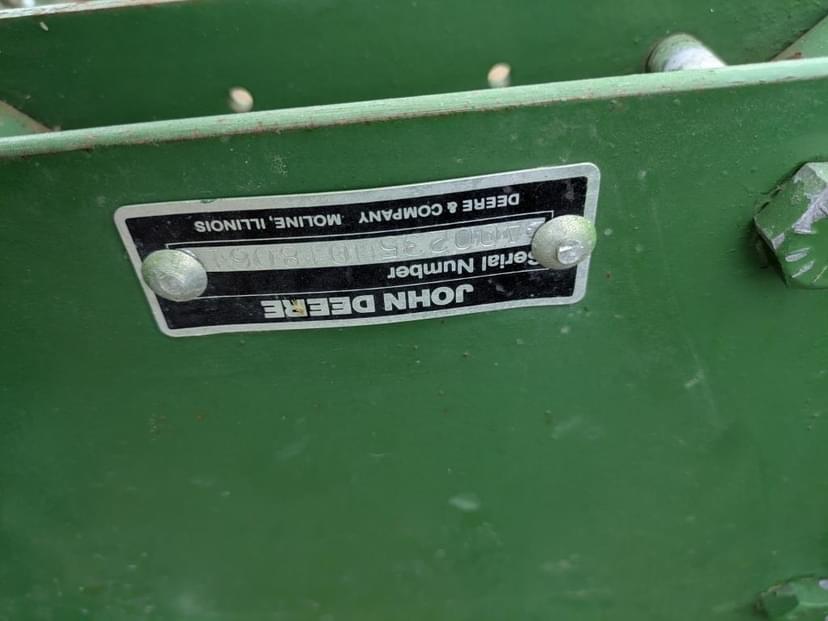 JOHN DEERE
Serial Number
DEERE & COMPANY MOLINE, ILLINOIS